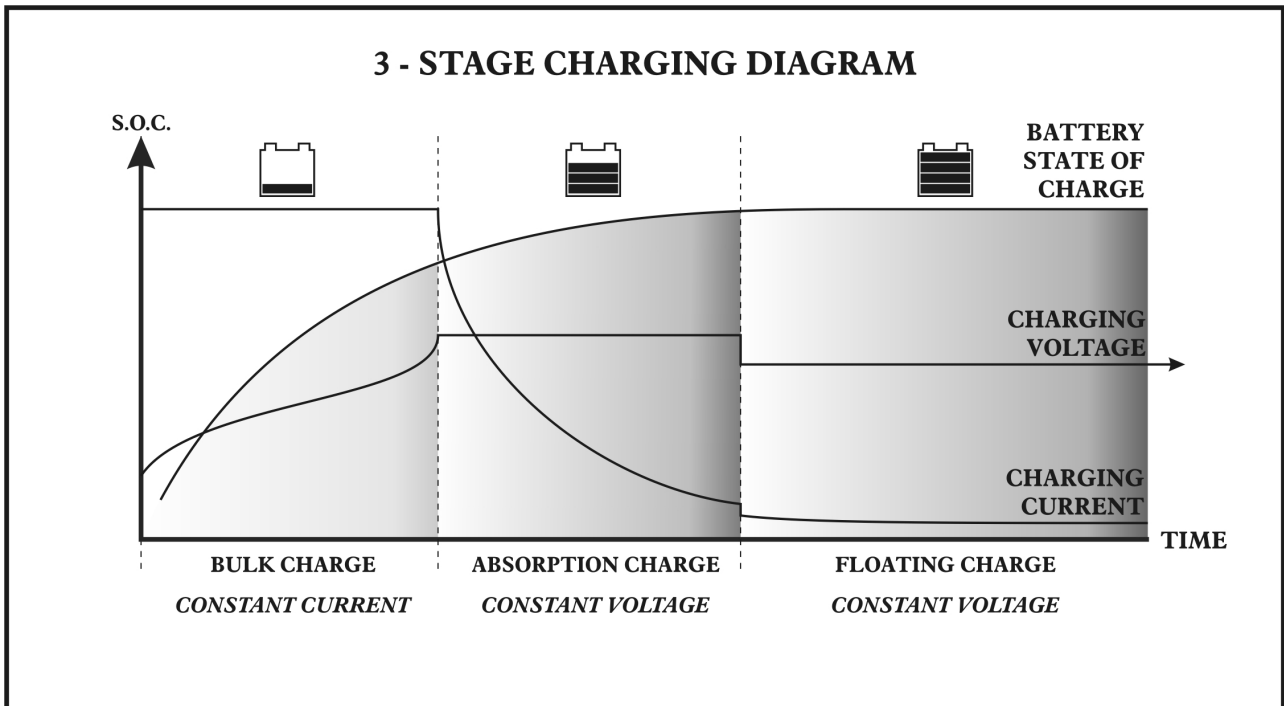 3 - STAGE CHARGING DIAGRAM
S.O.C.
BATTERY
STATE OF
CHARGE
CHARGING
VOLTAGE
CHARGING
CURRENT
TIME
BULK CHARGE
ABSORPTION CHARGE
FLOATING CHARGE
CONSTANT CURRENT
CONSTANT VOLTAGE
CONSTANT VOLTAGE